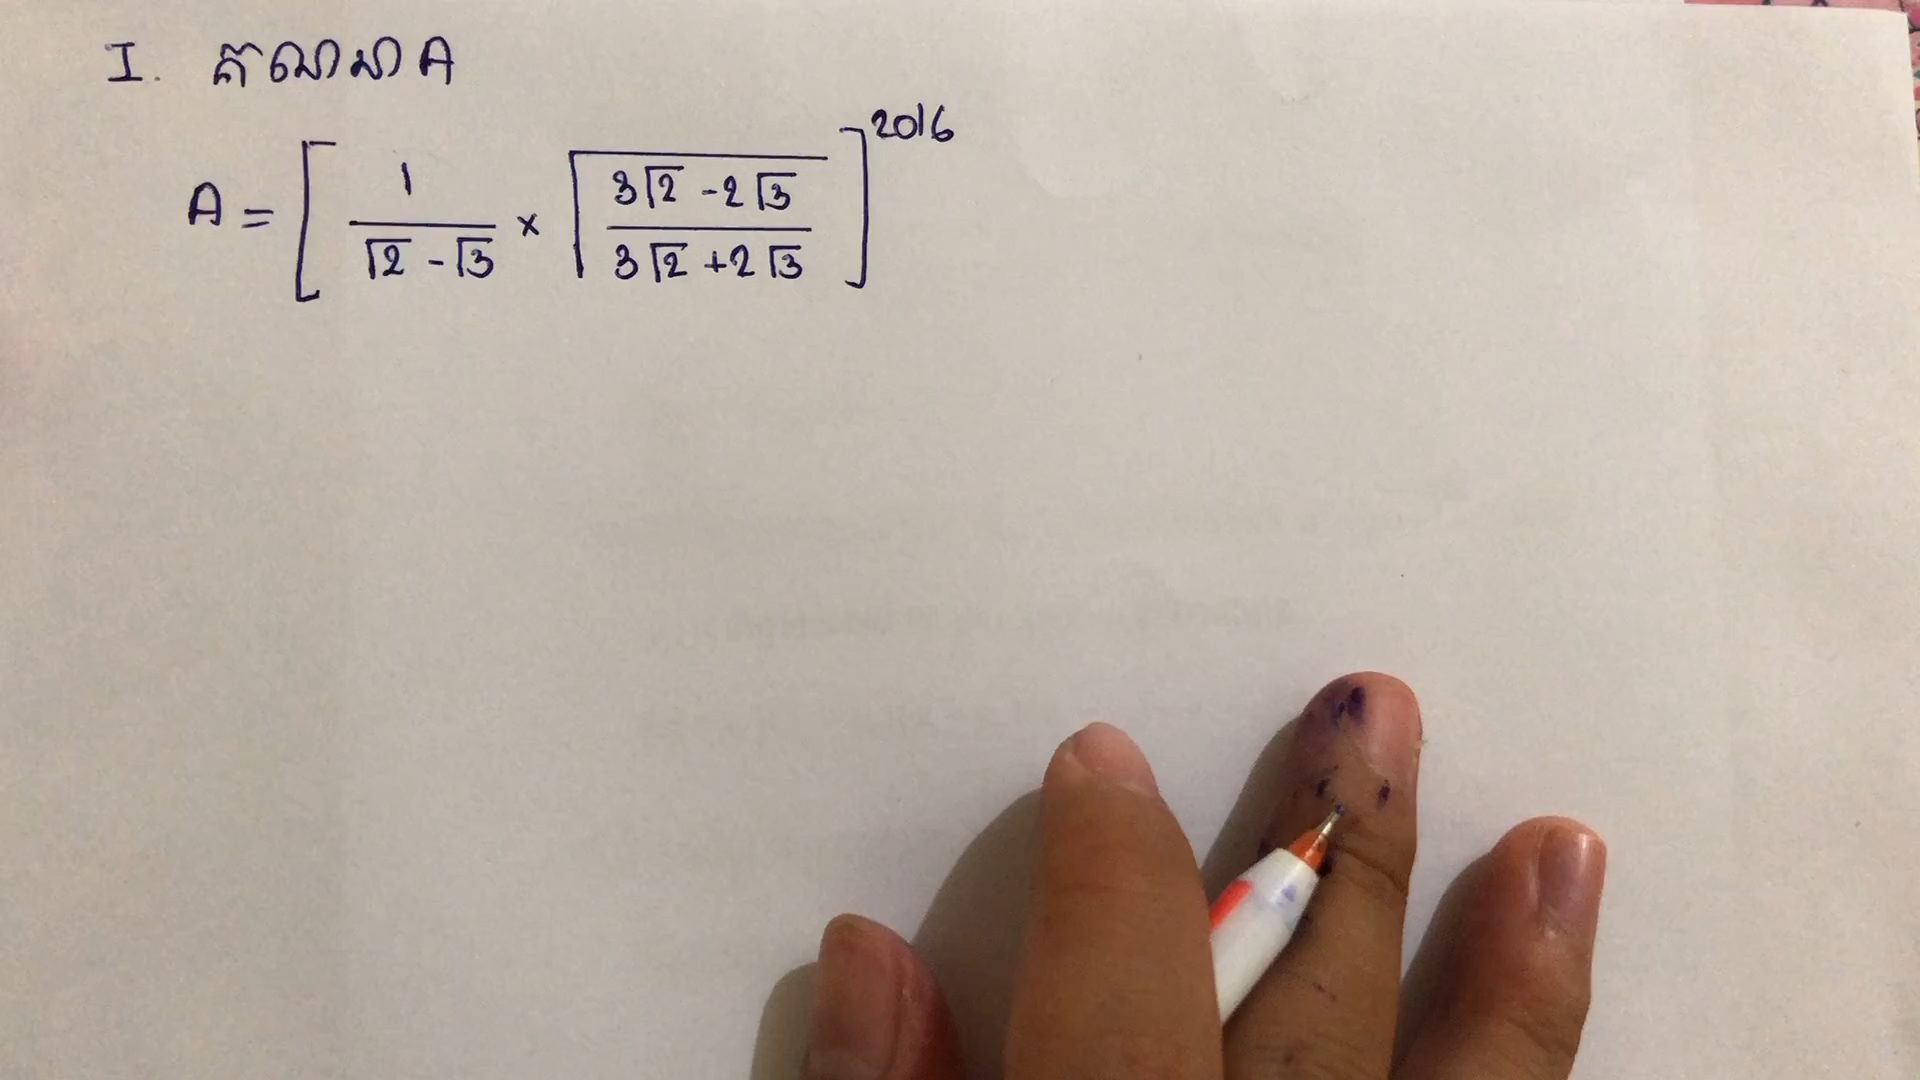 I. គណនា A
A = [ 1/(√2 - √3) × √((3√2 - 2√3)/(3√2 + 2√3)) ]^2016